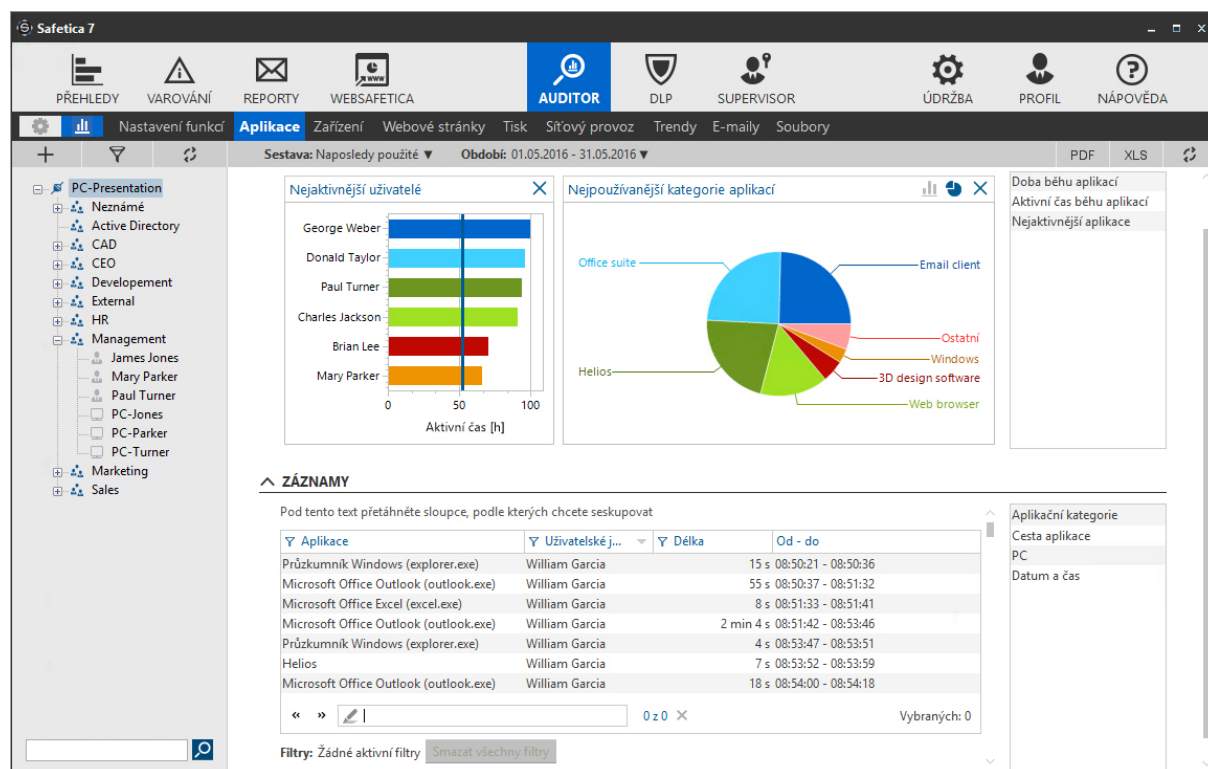 Safetica 7
PŘEHLEDY VAROVÁNÍ REPORTY WEBSAFETICA AUDITOR DLP SUPERVISOR ÚDRŽBA PROFIL NÁPOVĚDA
Nastavení funkcí Aplikace Zařízení Webové stránky Tisk Síťový provoz Trendy E-maily Soubory
Sestava: Naposledy použité ▼ Období: 01.05.2016 - 31.05.2016 ▼ PDF XLS
PC-Presentation
Neznámé
Active Directory
CAD
CEO
Developement
External
HR
Management
James Jones
Mary Parker
Paul Turner
PC-Jones
PC-Parker
PC-Turner
Marketing
Sales
Nejaktivnější uživatelé
George Weber
Donald Taylor
Paul Turner
Charles Jackson
Brian Lee
Mary Parker
0 50 100
Aktivní čas [h]
Nejpoužívanější kategorie aplikací
Office suite
Email client
Ostatní
Windows
Helios
3D design software
Web browser
Doba běhu aplikací
Aktivní čas běhu aplikací
Nejaktivnější aplikace
ZÁZNAMY
Pod tento text přetáhněte sloupce, podle kterých chcete seskupovat
Aplikace Uživatelské j... Délka Od - do
Průzkumník Windows (explorer.exe) William Garcia 15 s 08:50:21 - 08:50:36
Microsoft Office Outlook (outlook.exe) William Garcia 55 s 08:50:37 - 08:51:32
Microsoft Office Excel (excel.exe) William Garcia 8 s 08:51:33 - 08:51:41
Microsoft Office Outlook (outlook.exe) William Garcia 2 min 4 s 08:51:42 - 08:53:46
Průzkumník Windows (explorer.exe) William Garcia 4 s 08:53:47 - 08:53:51
Helios William Garcia 7 s 08:53:52 - 08:53:59
Microsoft Office Outlook (outlook.exe) William Garcia 18 s 08:54:00 - 08:54:18
« » 0 z 0 Vybraných: 0
Filtry: Žádné aktivní filtry Smazat všechny filtry
Aplikační kategorie
Cesta aplikace
PC
Datum a čas